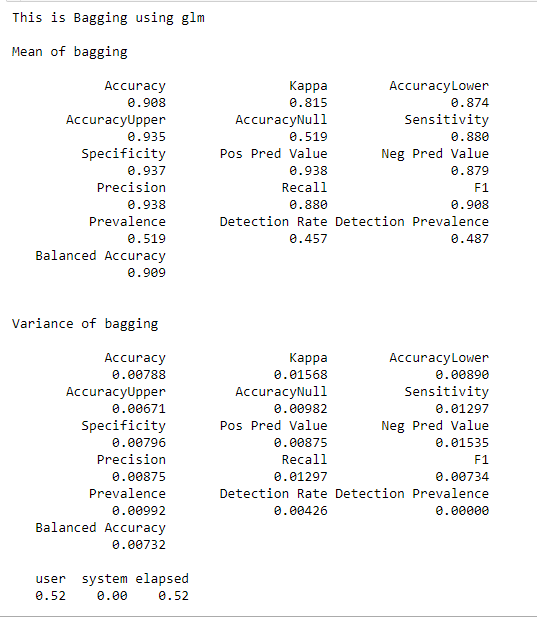 This is Bagging using glm
Mean of bagging
Accuracy Kappa AccuracyLower
0.908 0.815 0.874
AccuracyUpper AccuracyNull Sensitivity
0.935 0.519 0.880
Specificity Pos Pred Value Neg Pred Value
0.937 0.938 0.879
Precision Recall F1
0.938 0.880 0.908
Prevalence Detection Rate Detection Prevalence
0.519 0.457 0.487
Balanced Accuracy
0.909
Variance of bagging
Accuracy Kappa AccuracyLower
0.00788 0.01568 0.00890
AccuracyUpper AccuracyNull Sensitivity
0.00671 0.00982 0.01297
Specificity Pos Pred Value Neg Pred Value
0.00796 0.00875 0.01535
Precision Recall F1
0.00875 0.01297 0.00734
Prevalence Detection Rate Detection Prevalence
0.00992 0.00426 0.00000
Balanced Accuracy
0.00732
user system elapsed
0.52 0.00 0.52